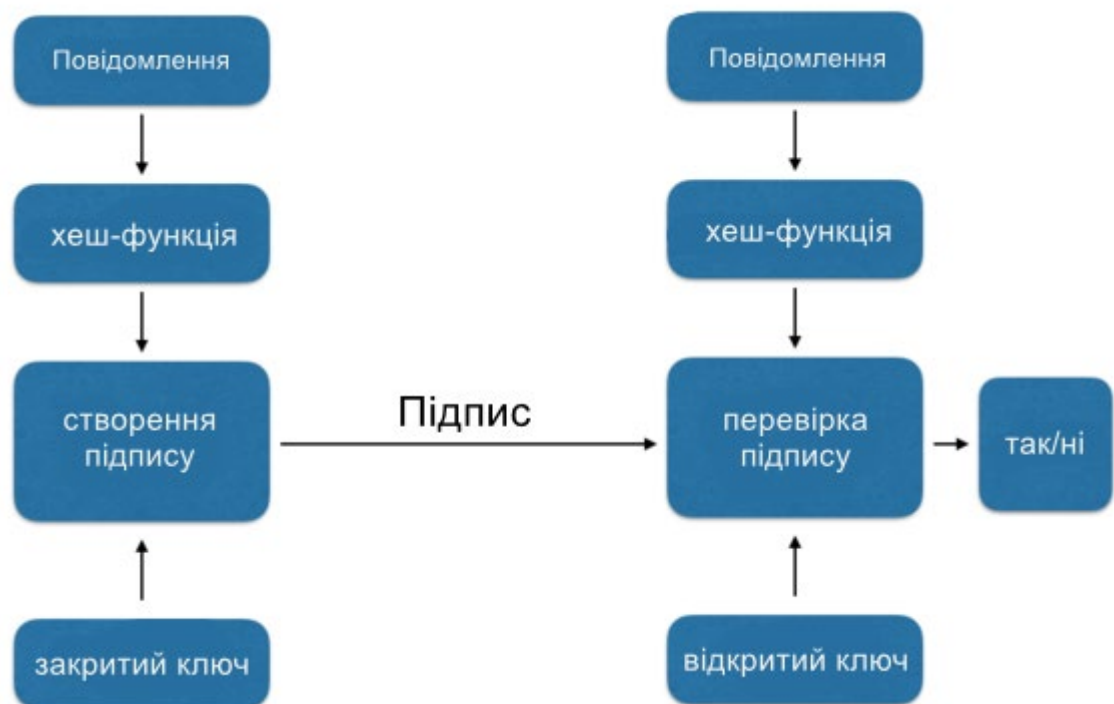 Повідомлення
хеш-функція
створення
підпису
закритий ключ
Підпис
Повідомлення
хеш-функція
перевірка
підпису
відкритий ключ
так/ні